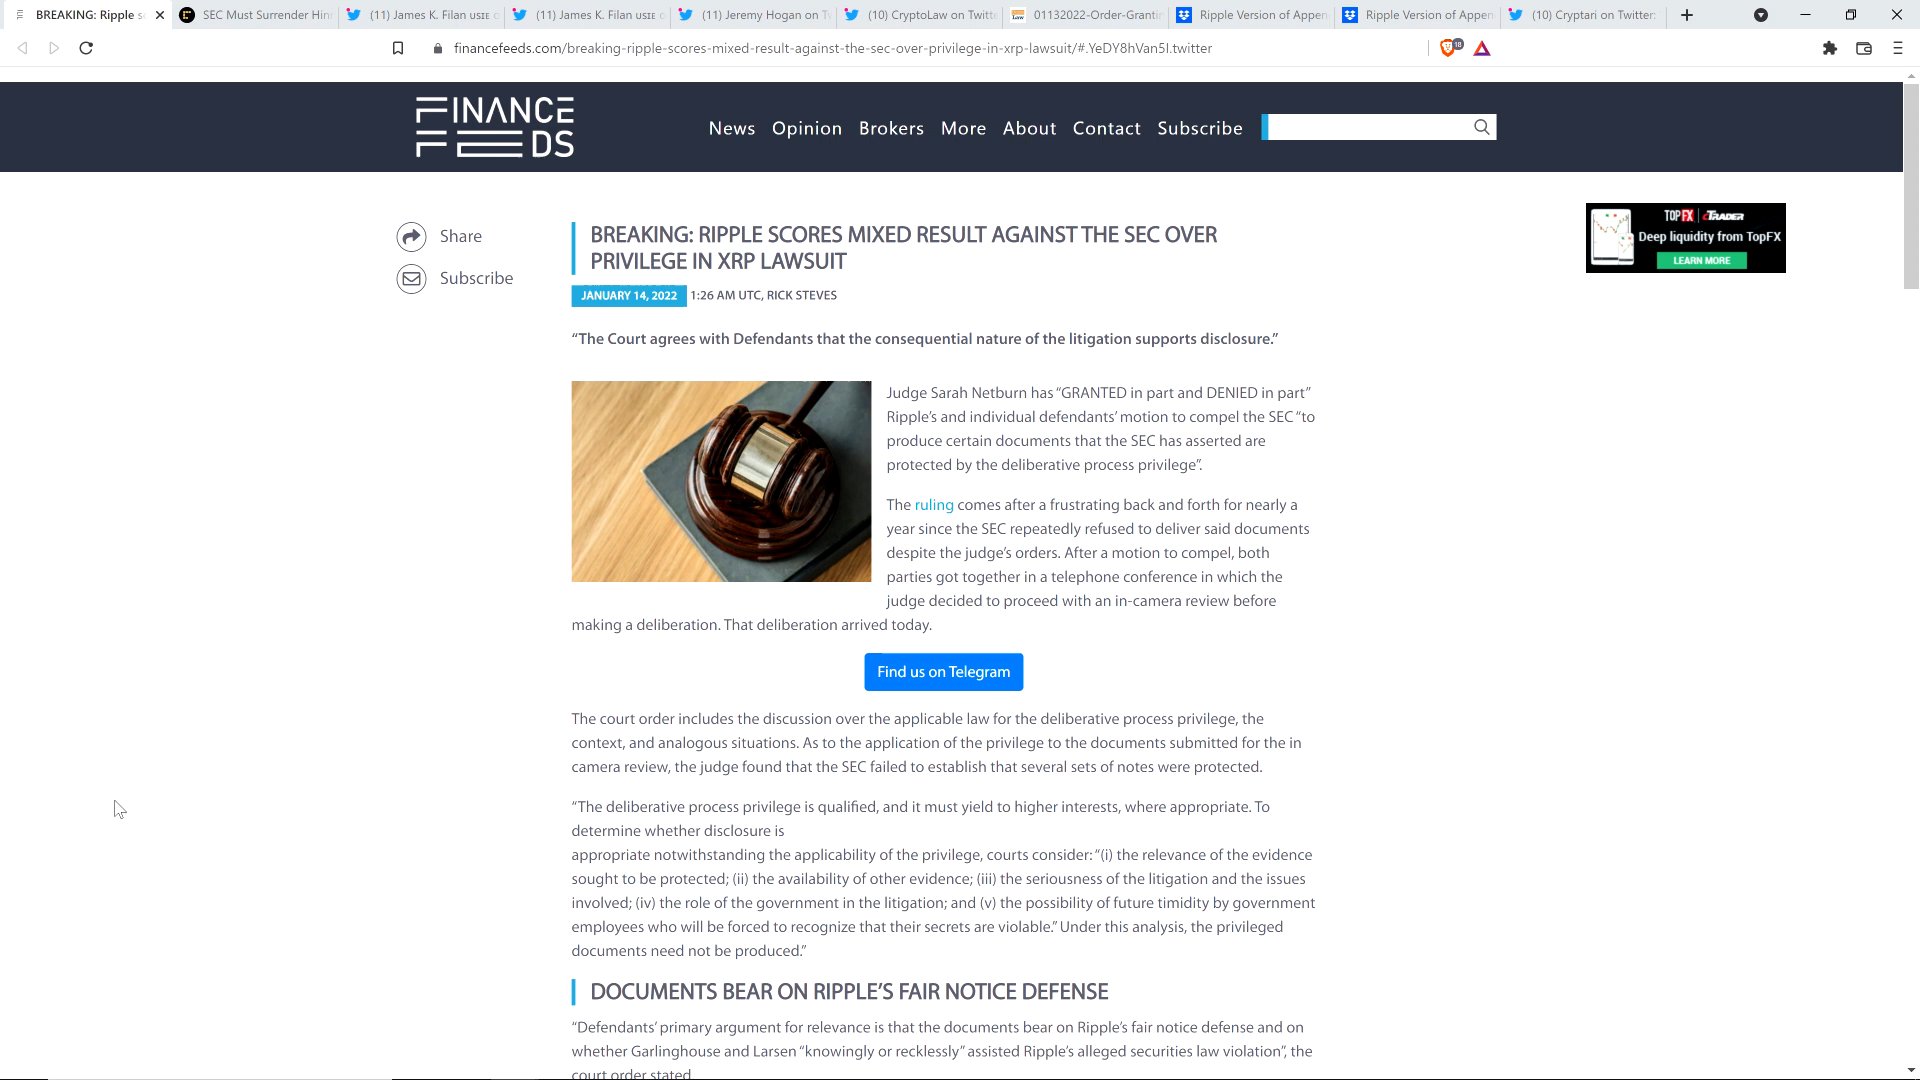 BREAKING: Ripple s
SEC Must Surrender Hin
(11) James K. Filan
(11) James K. Filan
(11) Jeremy Hogan on T
(10) CryptoLaw on Twitt
01132022-Order-Granti
Ripple Version of Appen
Ripple Version of Appen
(10) Cryptari on Twitter:
financefeeds.com/breaking-ripple-scores-mixed-result-against-the-sec-over-privilege-in-xrp-lawsuit/#.YeDY8hVan5I.twitter
18
FINANCE
FEEDS
News Opinion Brokers More About Contact Subscribe
Share
Subscribe
BREAKING: RIPPLE SCORES MIXED RESULT AGAINST THE SEC OVER
PRIVILEGE IN XRP LAWSUIT
JANUARY 14, 2022 1:26 AM UTC, RICK STEVES
TOPFX cTRADER
Deep liquidity from TopFX
LEARN MORE
“The Court agrees with Defendants that the consequential nature of the litigation supports disclosure.”
Judge Sarah Netburn has “GRANTED in part and DENIED in part”
Ripple’s and individual defendants’ motion to compel the SEC “to
produce certain documents that the SEC has asserted are
protected by the deliberative process privilege”.
The ruling comes after a frustrating back and forth for nearly a
year since the SEC repeatedly refused to deliver said documents
despite the judge’s orders. After a motion to compel, both
parties got together in a telephone conference in which the
judge decided to proceed with an in-camera review before
making a deliberation. That deliberation arrived today.
Find us on Telegram
The court order includes the discussion over the applicable law for the deliberative process privilege, the
context, and analogous situations. As to the application of the privilege to the documents submitted for the in
camera review, the judge found that the SEC failed to establish that several sets of notes were protected.
“The deliberative process privilege is qualified, and it must yield to higher interests, where appropriate. To
determine whether disclosure is
appropriate notwithstanding the applicability of the privilege, courts consider: “(i) the relevance of the evidence
sought to be protected; (ii) the availability of other evidence; (iii) the seriousness of the litigation and the issues
involved; (iv) the role of the government in the litigation; and (v) the possibility of future timidity by government
employees who will be forced to recognize that their secrets are violable.” Under this analysis, the privileged
documents need not be produced.”
DOCUMENTS BEAR ON RIPPLE’S FAIR NOTICE DEFENSE
“Defendants’ primary argument for relevance is that the documents bear on Ripple’s fair notice defense and on
whether Garlinghouse and Larsen “knowingly or recklessly” assisted Ripple’s alleged securities law violation”, the
court order stated